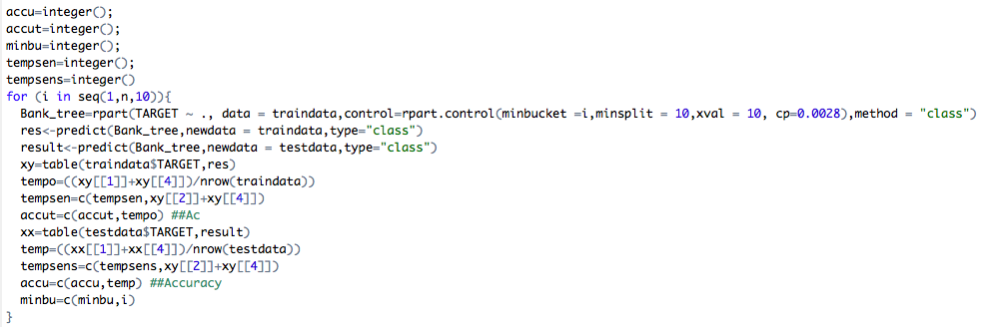 accu=integer();
accut=integer();
minbu=integer();
tempsen=integer();
tempsens=integer()
for (i in seq(1,n,10)){
  Bank_tree=rpart(TARGET ~ ., data = traindata,control=rpart.control(minbucket =i,minsplit = 10,xval = 10, cp=0.0028),method = "class")
  res<-predict(Bank_tree,newdata = traindata,type="class")
  result<-predict(Bank_tree,newdata = testdata,type="class")
  xy=table(traindata$TARGET,res)
  tempo=((xy[[1]]+xy[[4]])/nrow(traindata))
  tempsen=c(tempsen,xy[[2]]+xy[[4]])
  accut=c(accut,tempo) ##Ac
  xx=table(testdata$TARGET,result)
  temp=((xx[[1]]+xx[[4]])/nrow(testdata))
  tempsens=c(tempsens,xy[[2]]+xy[[4]])
  accu=c(accu,temp) ##Accuracy
  minbu=c(minbu,i)
}